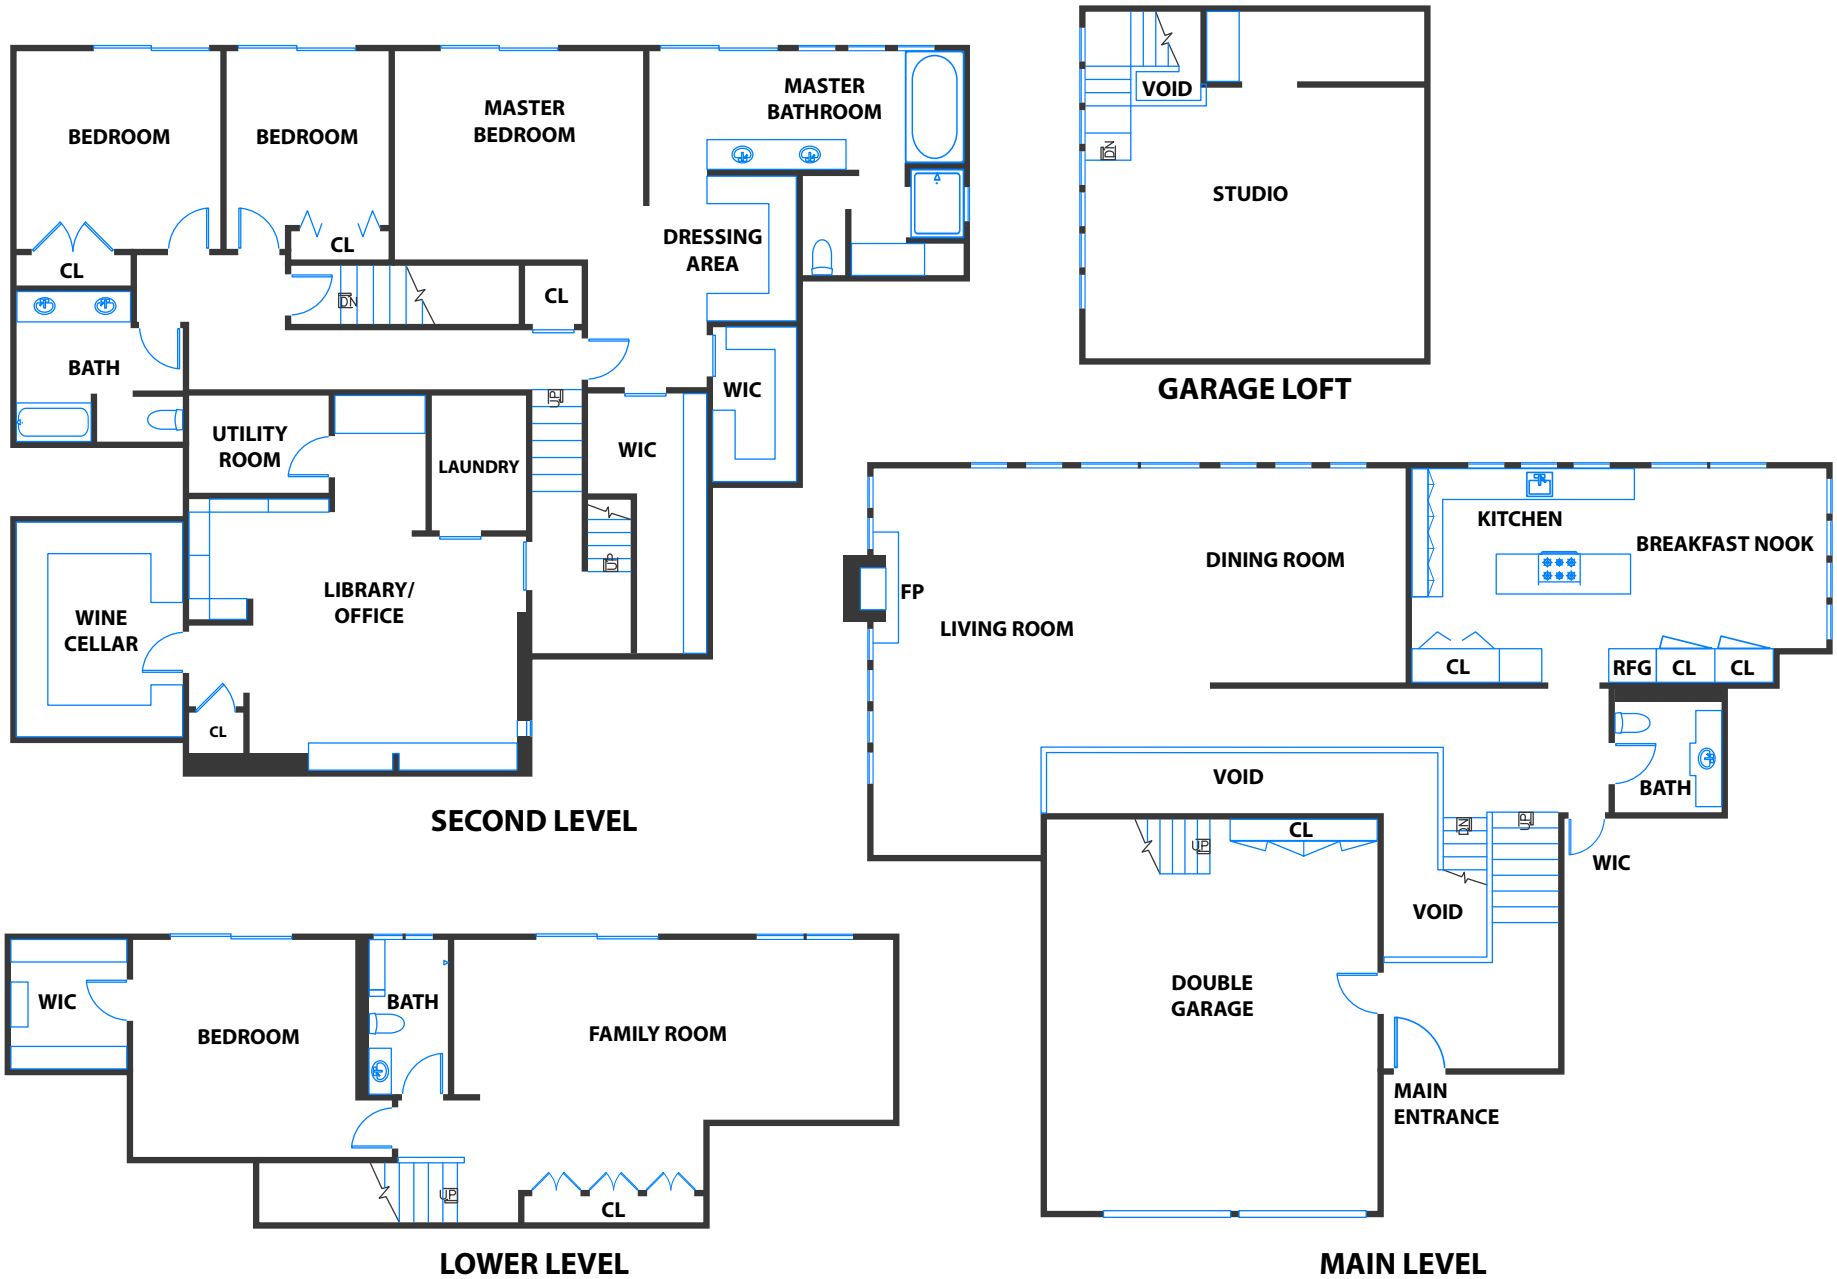 BEDROOM
BEDROOM
MASTER
BEDROOM
MASTER
BATHROOM
DRESSING
AREA
CL
CL
CL
DN
BATH
WIC
UP
UTILITY
ROOM
LAUNDRY
WIC
UP
LIBRARY/
OFFICE
WINE
CELLAR
CL
SECOND LEVEL
VOID
DN
STUDIO
GARAGE LOFT
KITCHEN
BREAKFAST NOOK
DINING ROOM
FP
LIVING ROOM
CL
RFG
CL
CL
VOID
BATH
DN
UP
CL
UP
WIC
VOID
DOUBLE
GARAGE
MAIN
ENTRANCE
MAIN LEVEL
WIC
BATH
BEDROOM
FAMILY ROOM
UP
CL
LOWER LEVEL